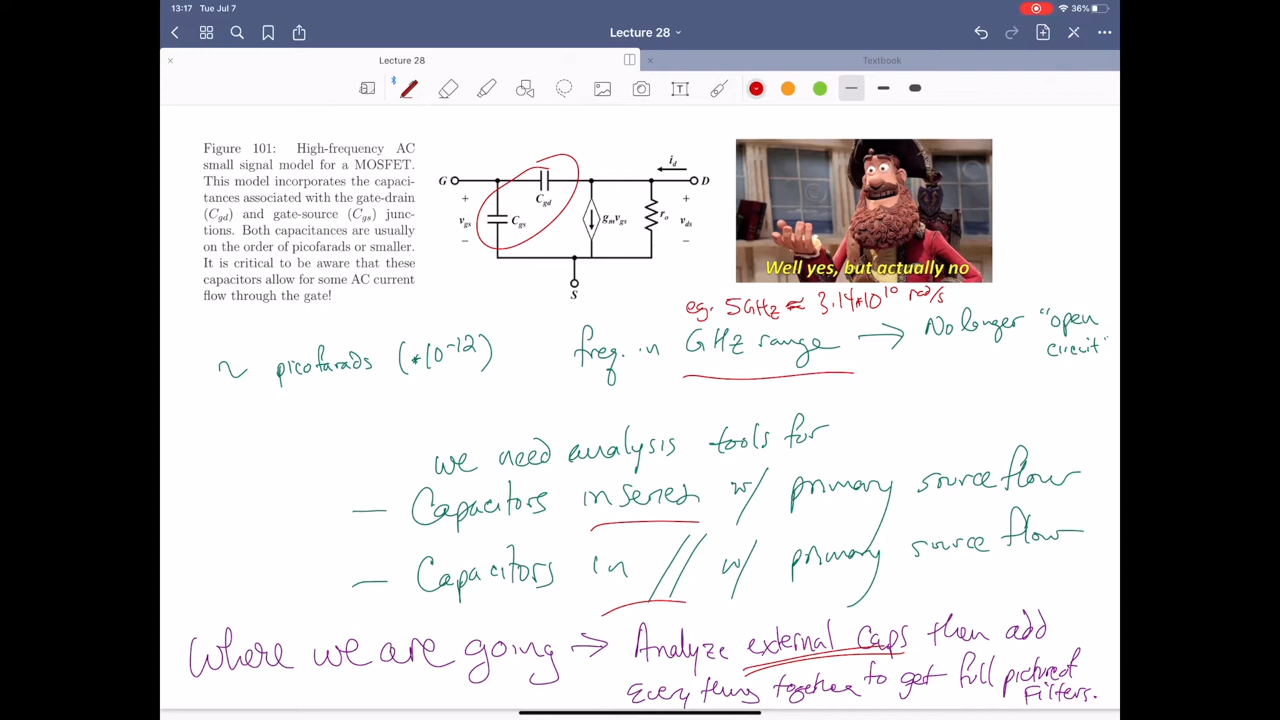 13:17 Tue Jul 7
36%
Lecture 28
Lecture 28
Textbook
Figure 101: High-frequency AC
small signal model for a MOSFET.
This model incorporates the capaci-
tances associated with the gate-drain
(Cgd) and gate-source (Cgs) junc-
tions. Both capacitances are usually
on the order of picofarads or smaller.
It is critical to be aware that these
capacitors allow for some AC current
flow through the gate!
G
+
vgs
−
Cgs
Cgd
gmvgs
ro
id
D
+
vds
−
S
Well yes, but actually no
eg. 5GHz ≈ 3.14*10^10 rad/s
~ picofarads (*10^-12)
freq. in GHz range → No longer "open
circuit"
we need analysis tools for
— Capacitors in series w/ primary source flow
— Capacitors in // w/ primary source flow
Where we are going → Analyze external caps then add
Everything together to get full picture of
Filters.